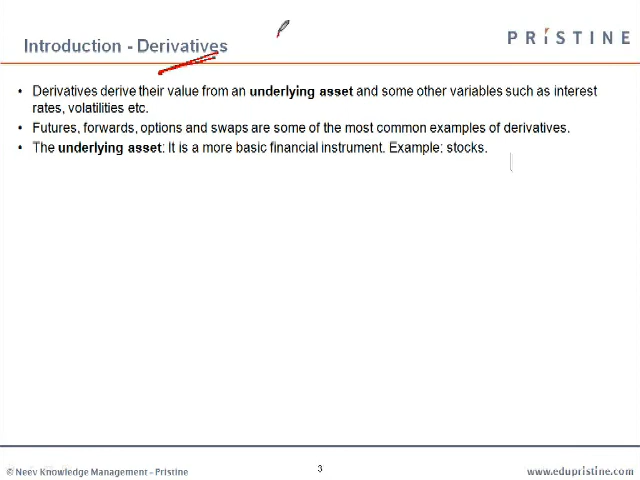 Introduction - Derivatives
PRISTINE
• Derivatives derive their value from an underlying asset and some other variables such as interest
rates, volatilities etc.
• Futures, forwards, options and swaps are some of the most common examples of derivatives.
• The underlying asset: It is a more basic financial instrument. Example: stocks.
© Neev Knowledge Management - Pristine
3
www.edupristine.com